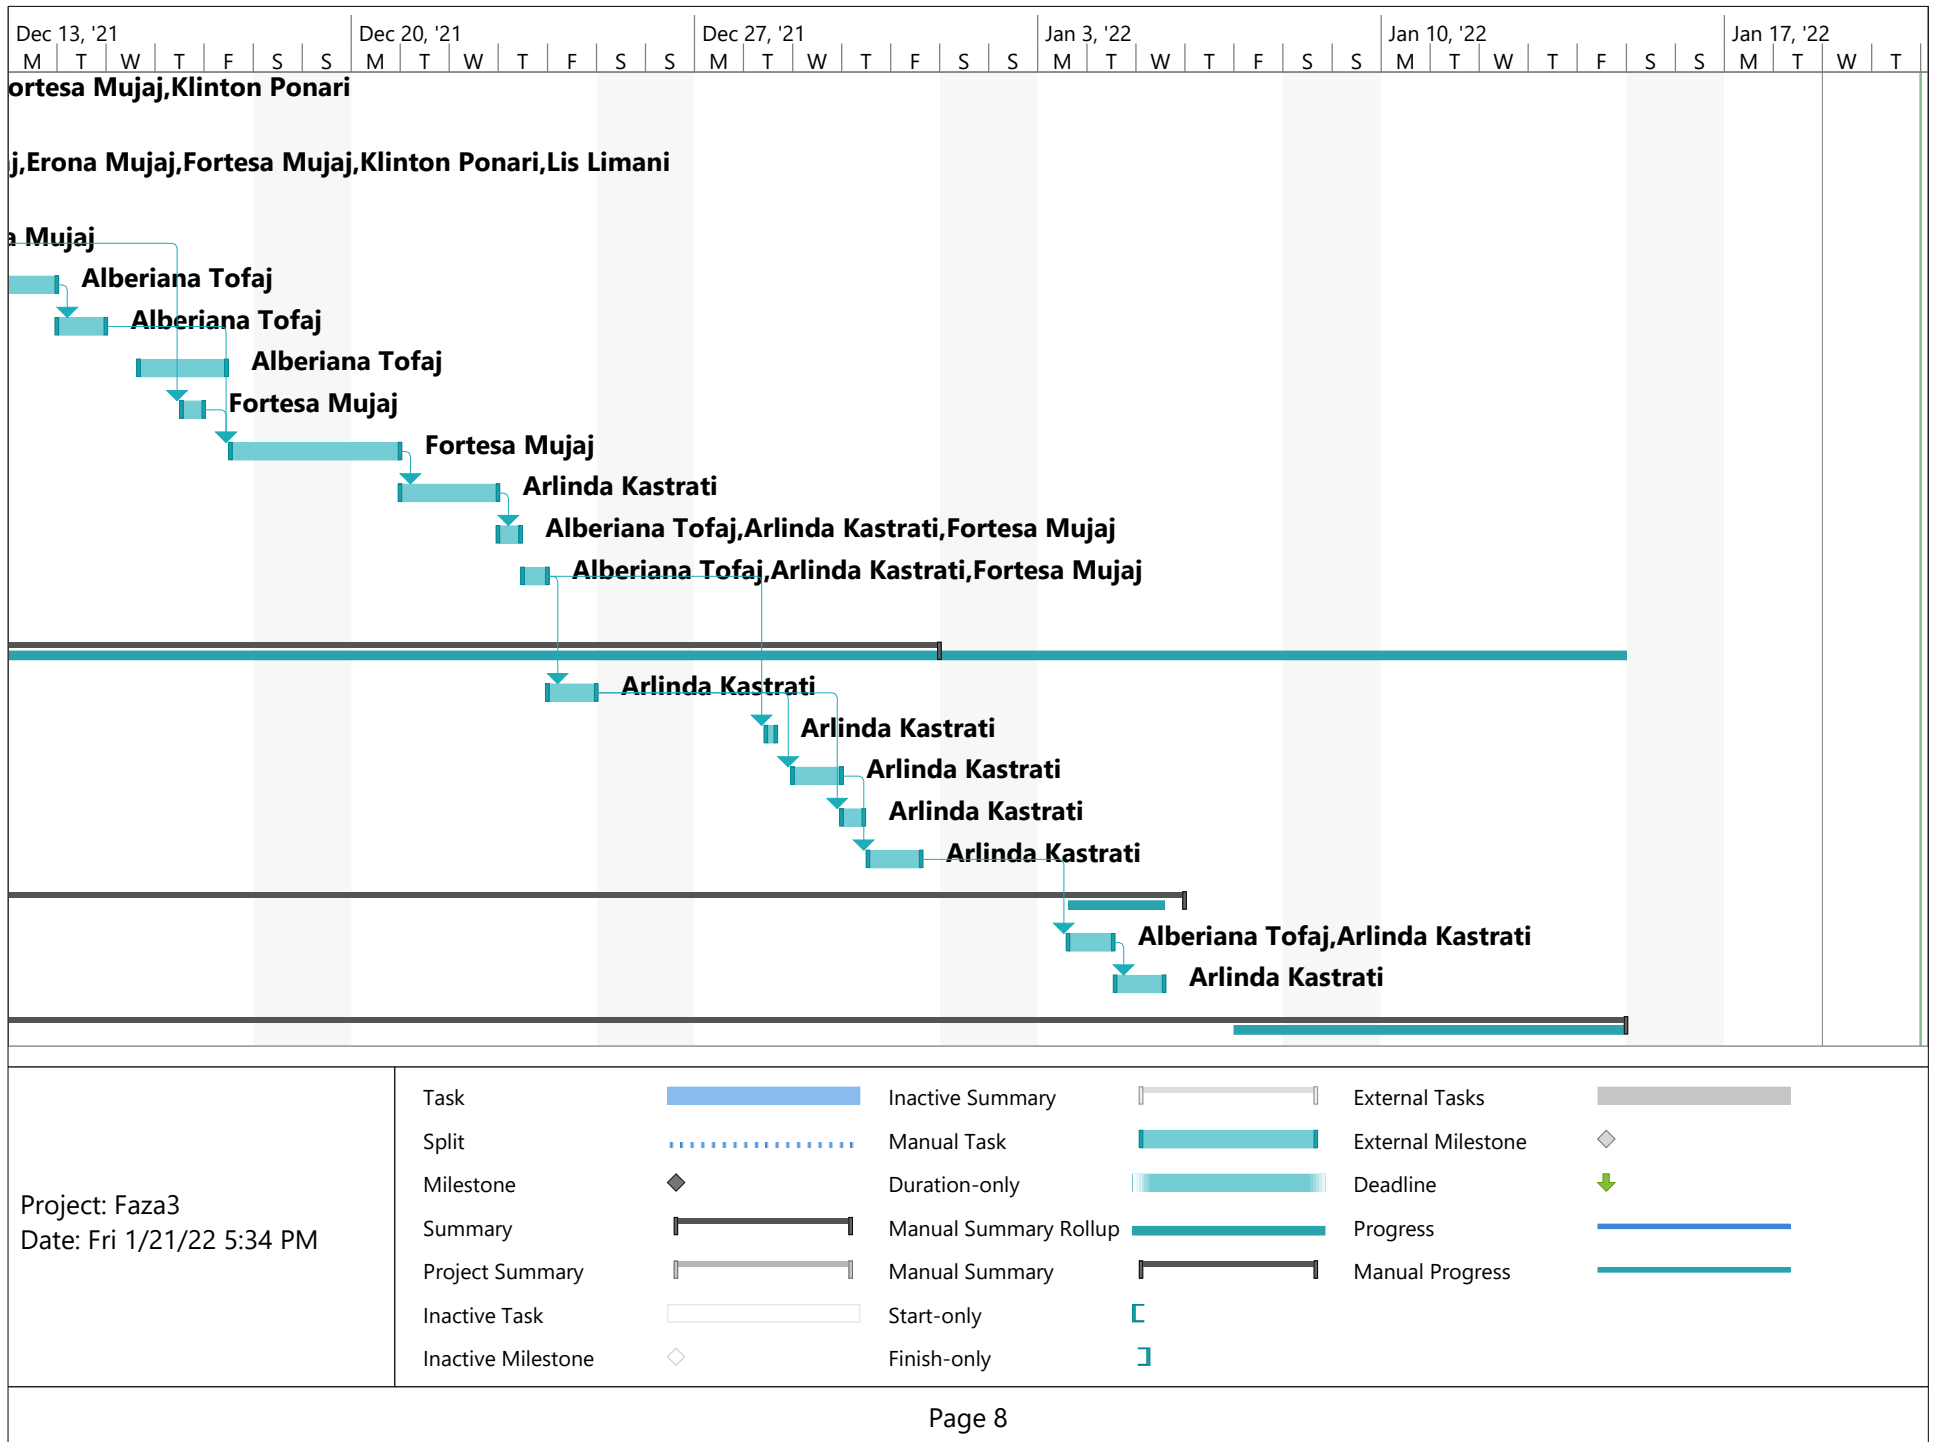 Dec 13, '21 Dec 20, '21 Dec 27, '21 Jan 3, '22 Jan 10, '22 Jan 17, '22
M T W T F S S M T W T F S S M T W T F S S M T W T F S S M T W T F S S M T W T
ortesa Mujaj,Klinton Ponari
j,Erona Mujaj,Fortesa Mujaj,Klinton Ponari,Lis Limani
a Mujaj
Alberiana Tofaj
Alberiana Tofaj
Alberiana Tofaj
Fortesa Mujaj
Fortesa Mujaj
Arlinda Kastrati
Alberiana Tofaj,Arlinda Kastrati,Fortesa Mujaj
Alberiana Tofaj,Arlinda Kastrati,Fortesa Mujaj
Arlinda Kastrati
Arlinda Kastrati
Arlinda Kastrati
Arlinda Kastrati
Arlinda Kastrati
Alberiana Tofaj,Arlinda Kastrati
Arlinda Kastrati
Project: Faza3
Date: Fri 1/21/22 5:34 PM
Task
Split
Milestone
Summary
Project Summary
Inactive Task
Inactive Milestone
Inactive Summary
Manual Task
Duration-only
Manual Summary Rollup
Manual Summary
Start-only
Finish-only
External Tasks
External Milestone
Deadline
Progress
Manual Progress
Page 8